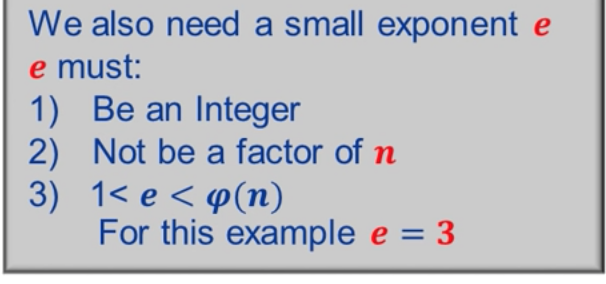 We also need a small exponent e
e must:
1) Be an Integer
2) Not be a factor of n
3) 1< e < φ(n)
For this example e = 3